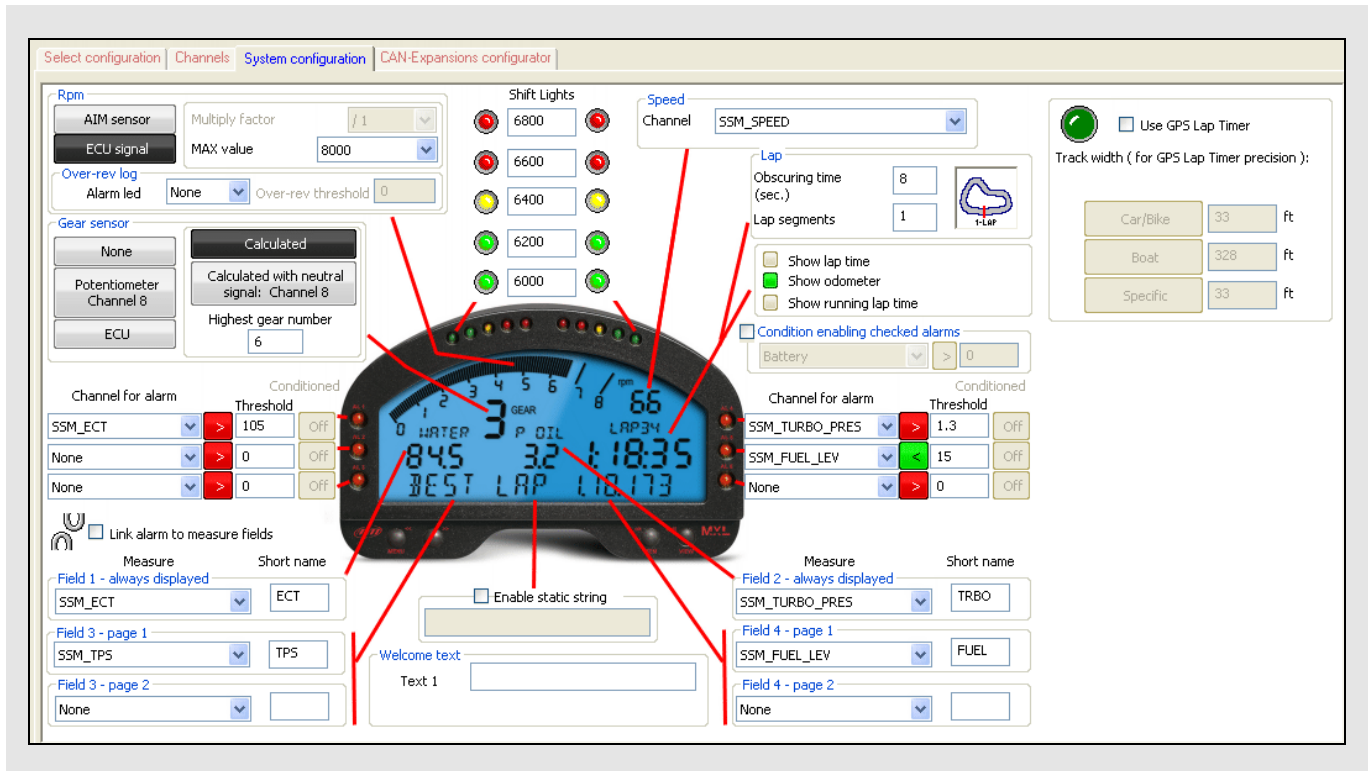 Select configuration
Channels
System configuration
CAN-Expansions configurator
Rpm
AIM sensor
Multiply factor
/ 1
ECU signal
MAX value
8000
Over-rev log
Alarm led
None
Over-rev threshold
0
Gear sensor
None
Calculated
Potentiometer
Channel 8
Calculated with neutral
signal: Channel 8
ECU
Highest gear number
6
Shift Lights
6800
6600
6400
6200
6000
Speed
Channel
SSM_SPEED
Lap
Obscuring time
(sec.)
8
Lap segments
1
1-LAP
Show lap time
Show odometer
Show running lap time
Condition enabling checked alarms
Battery
>
0
Use GPS Lap Timer
Track width ( for GPS Lap Timer precision ):
Car/Bike
33
ft
Boat
328
ft
Specific
33
ft
Channel for alarm
Conditioned
Threshold
SSM_ECT
>
105
Off
None
>
0
Off
None
>
0
Off
0 1 2 3 4 5 6 7 8
rpm
66
GEAR
3
WATER
P OIL
LAP34
84.5
3.2
1:18:35
BEST LAP 1.18.173
MXL
Channel for alarm
Conditioned
Threshold
SSM_TURBO_PRES
>
1.3
Off
SSM_FUEL_LEV
<
15
Off
None
>
0
Off
Link alarm to measure fields
Measure
Short name
Field 1 - always displayed
SSM_ECT
ECT
Field 3 - page 1
SSM_TPS
TPS
Field 3 - page 2
None
Enable static string
Welcome text
Text 1
Measure
Short name
Field 2 - always displayed
SSM_TURBO_PRES
TRBO
Field 4 - page 1
SSM_FUEL_LEV
FUEL
Field 4 - page 2
None